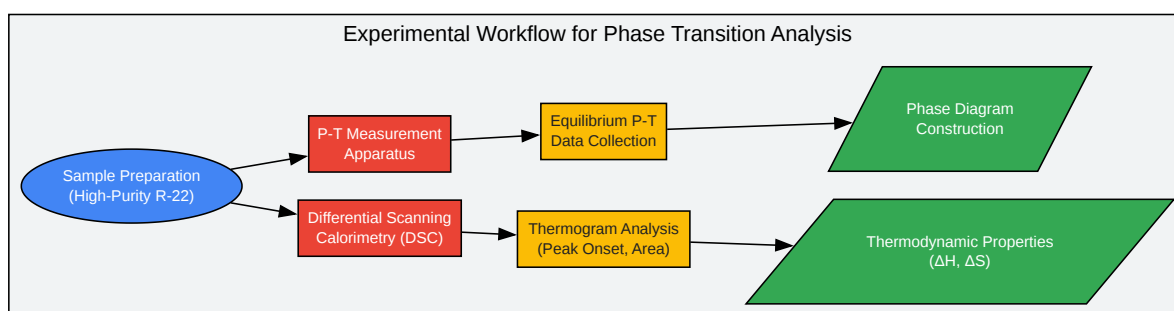 Experimental Workflow for Phase Transition Analysis
Sample Preparation
(High-Purity R-22)
P-T Measurement
Apparatus
Equilibrium P-T
Data Collection
Phase Diagram
Construction
Differential Scanning
Calorimetry (DSC)
Thermogram Analysis
(Peak Onset, Area)
Thermodynamic Properties
(ΔH, ΔS)